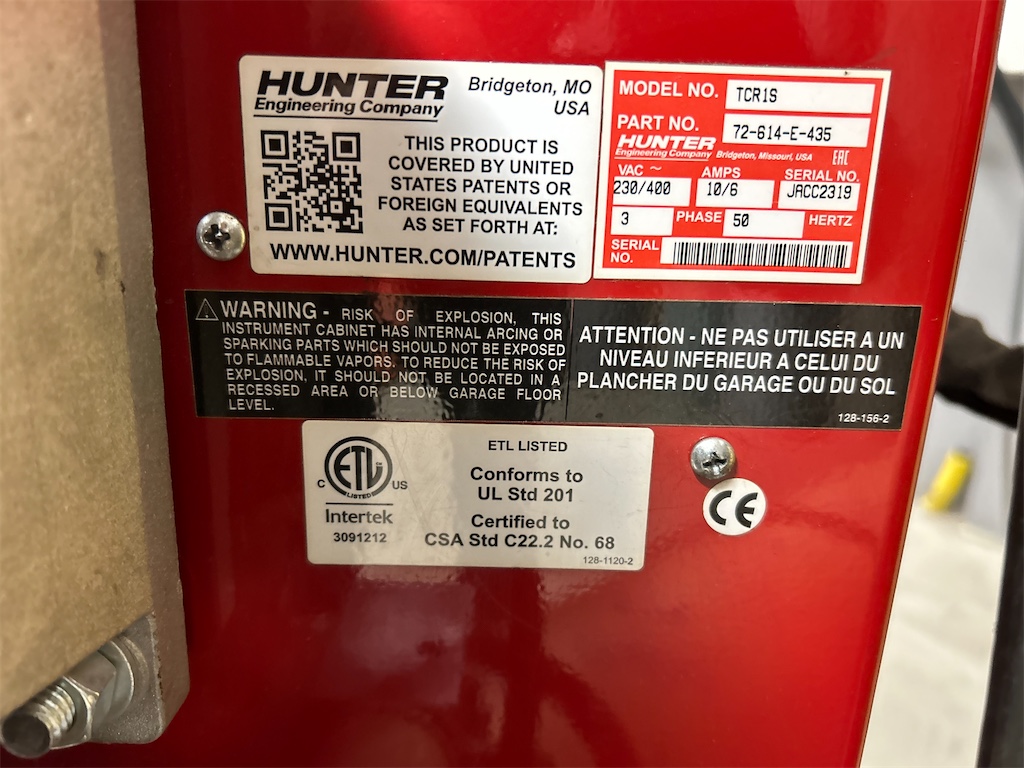 HUNTER
Engineering Company
Bridgeton, MO
USA
THIS PRODUCT IS
COVERED BY UNITED
STATES PATENTS OR
FOREIGN EQUIVALENTS
AS SET FORTH AT:
WWW.HUNTER.COM/PATENTS
MODEL NO. TCR1S
PART NO. 72-614-E-435
HUNTER
Engineering Company Bridgeton, Missouri, USA EAC
VAC ~ AMPS SERIAL NO.
230/400 10/6 JACC2319
3 PHASE 50 HERTZ
SERIAL
NO.
⚠ WARNING - RISK OF EXPLOSION, THIS
INSTRUMENT CABINET HAS INTERNAL ARCING OR
SPARKING PARTS WHICH SHOULD NOT BE EXPOSED
TO FLAMMABLE VAPORS. TO REDUCE THE RISK OF
EXPLOSION, IT SHOULD NOT BE LOCATED IN A
RECESSED AREA OR BELOW GARAGE FLOOR
LEVEL.
ATTENTION - NE PAS UTILISER A UN
NIVEAU INFERIEUR A CELUI DU
PLANCHER DU GARAGE OU DU SOL
128-156-2
ETL
LISTED
C US
Intertek
3091212
ETL LISTED
Conforms to
UL Std 201
Certified to
CSA Std C22.2 No. 68
128-1120-2
CE